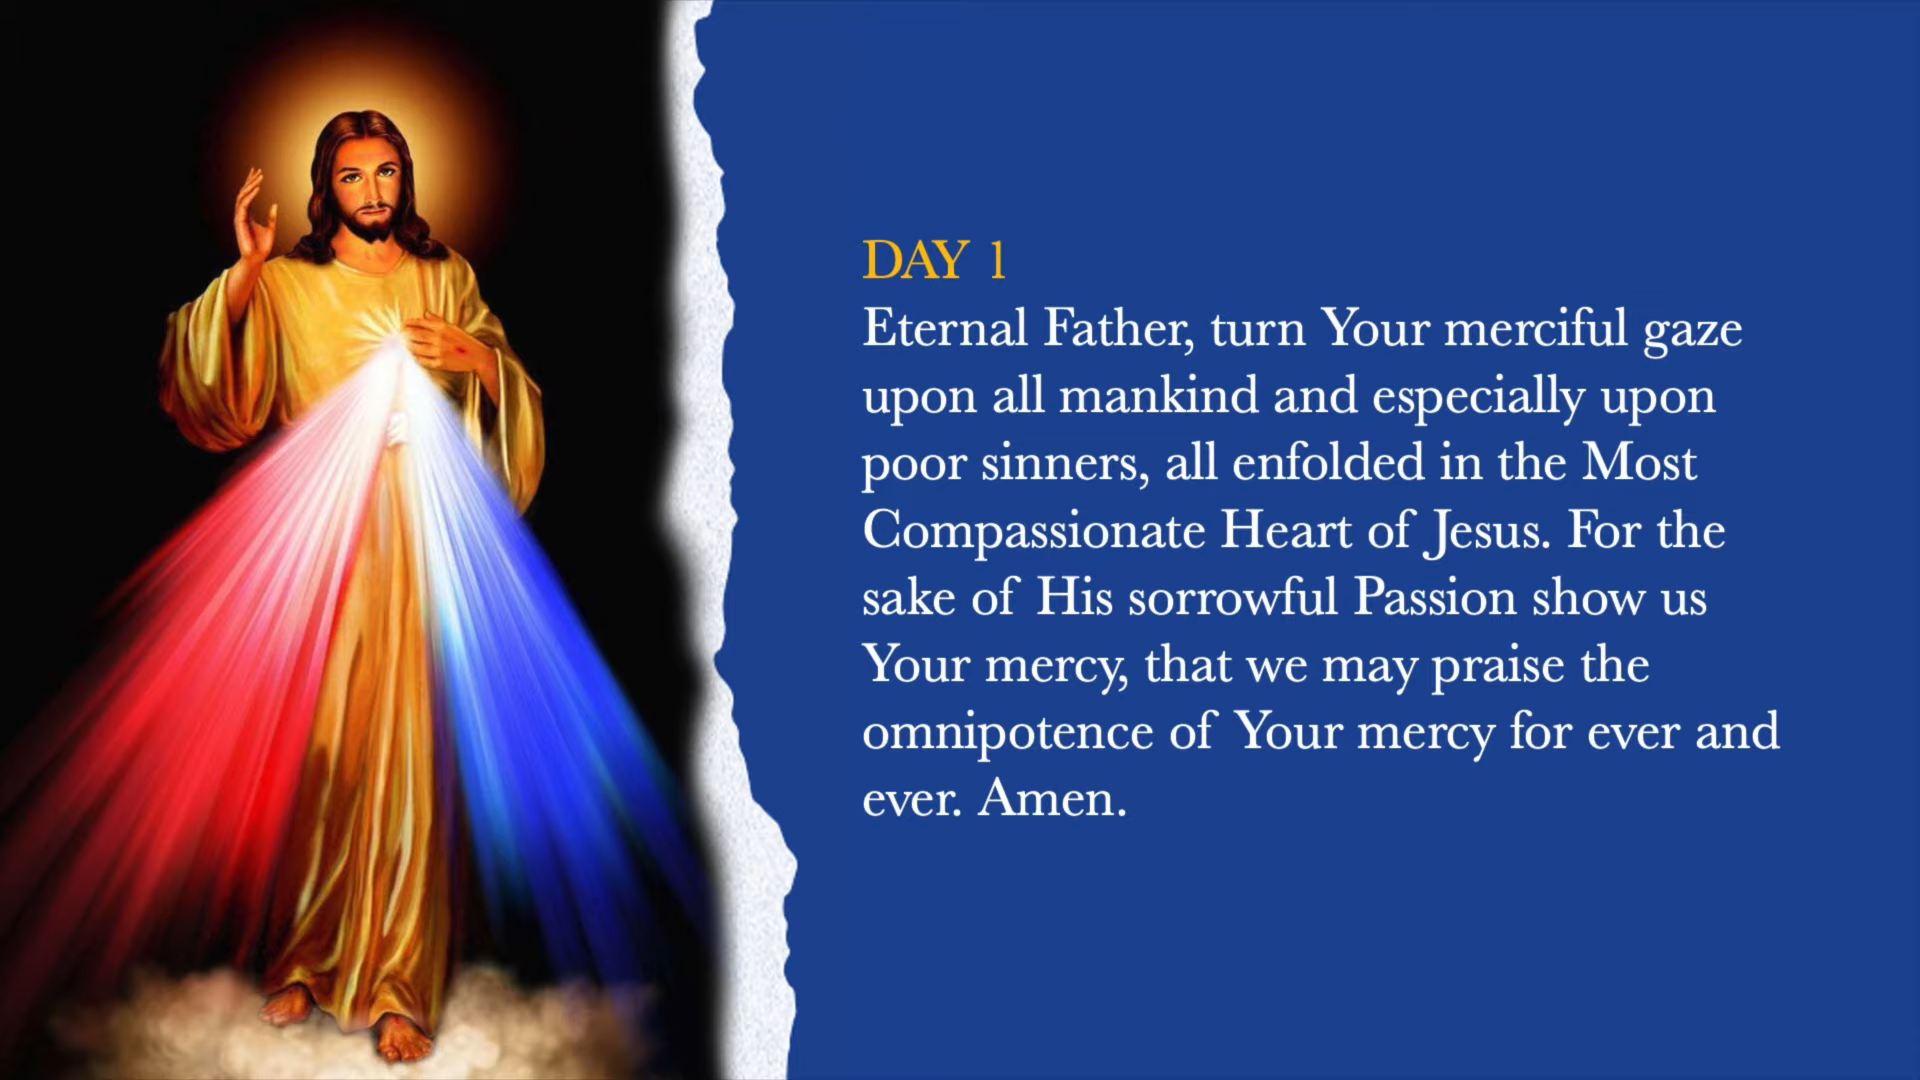 DAY 1
Eternal Father, turn Your merciful gaze
upon all mankind and especially upon
poor sinners, all enfolded in the Most
Compassionate Heart of Jesus. For the
sake of His sorrowful Passion show us
Your mercy, that we may praise the
omnipotence of Your mercy for ever and
ever. Amen.